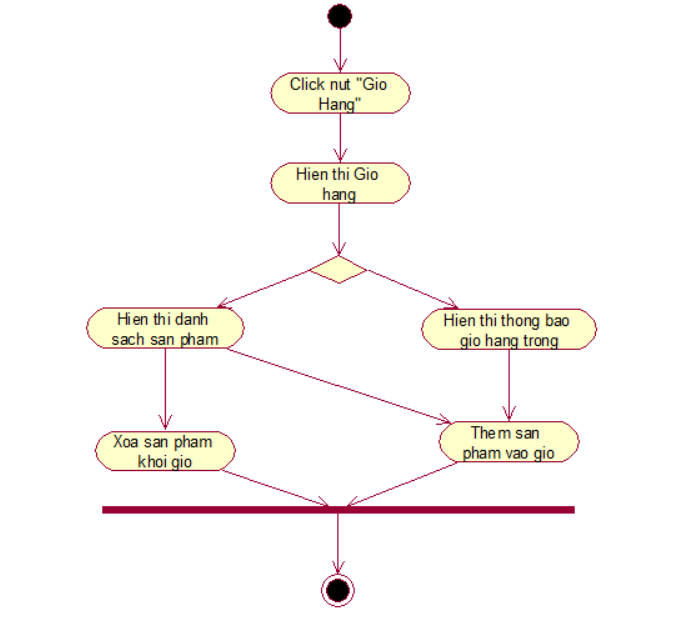 Click nut "Gio
Hang"
Hien thi Gio
hang
Hien thi danh
sach san pham
Hien thi thong bao
gio hang trong
Xoa san pham
khoi gio
Them san
pham vao gio